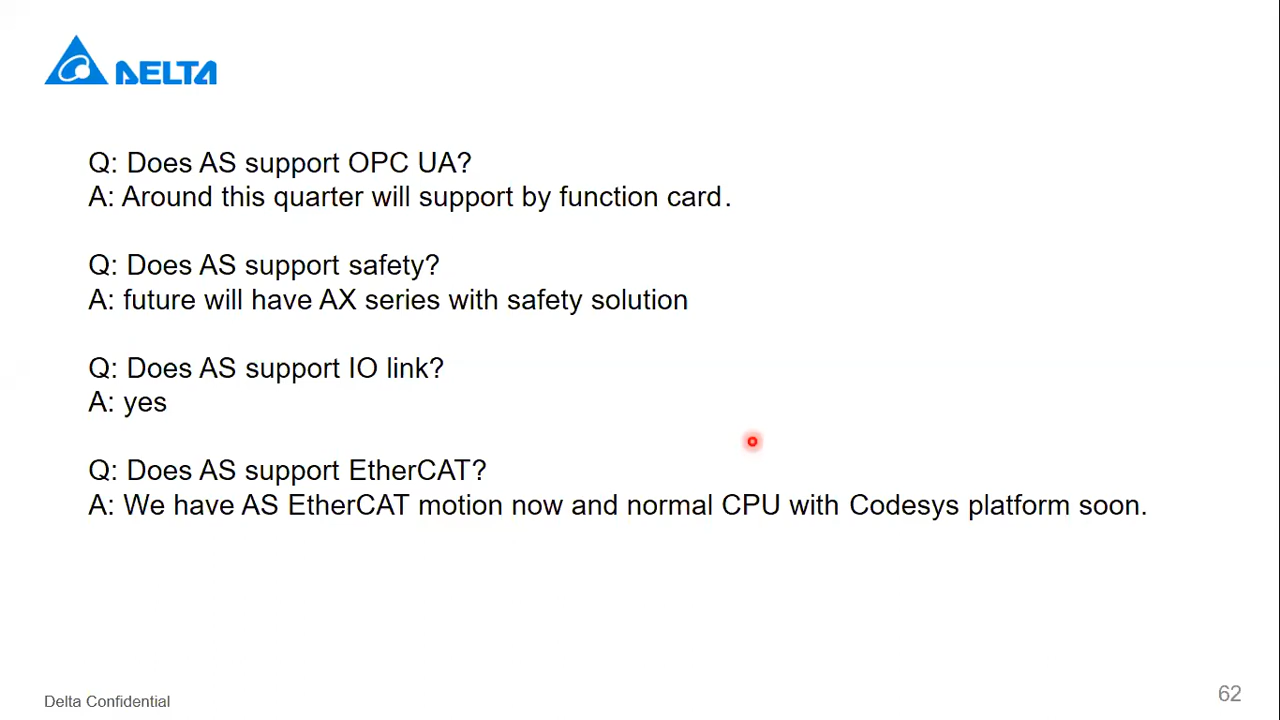 DELTA
Q: Does AS support OPC UA?
A: Around this quarter will support by function card.
Q: Does AS support safety?
A: future will have AX series with safety solution
Q: Does AS support IO link?
A: yes
Q: Does AS support EtherCAT?
A: We have AS EtherCAT motion now and normal CPU with Codesys platform soon.
Delta Confidential
62